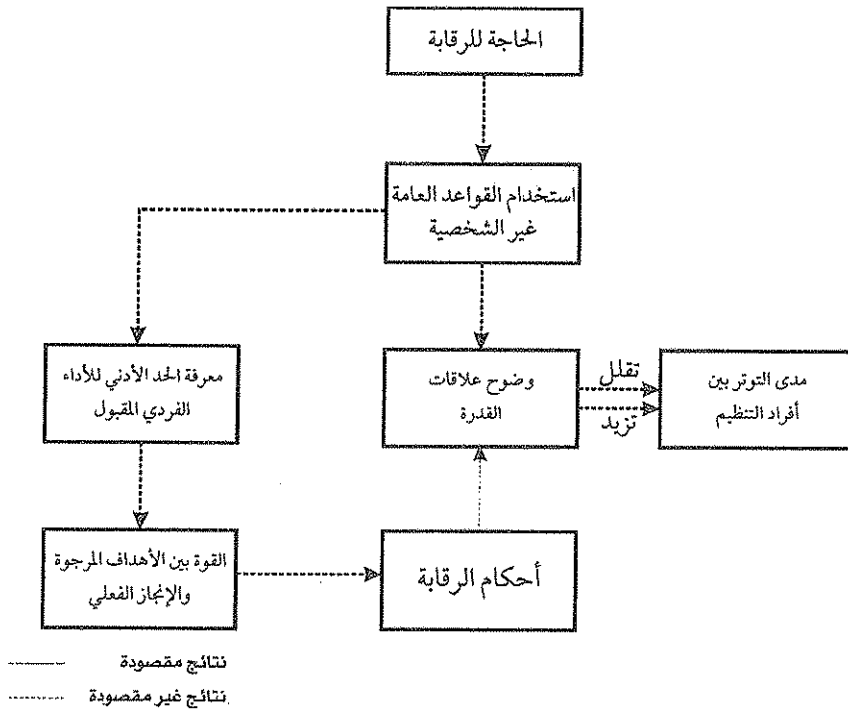 الحاجة للرقابة
استخدام القواعد العامة
غير الشخصية
معرفة الحد الأدني للأداء
الفردي المقبول
وضوح علاقات
القدرة
تقلل
تزيد
مدى التوتر بين
أفراد التنظيم
القوة بين الأهداف المرجوة
والإنجاز الفعلي
أحكام الرقابة
نتائج مقصودة
نتائج غير مقصودة